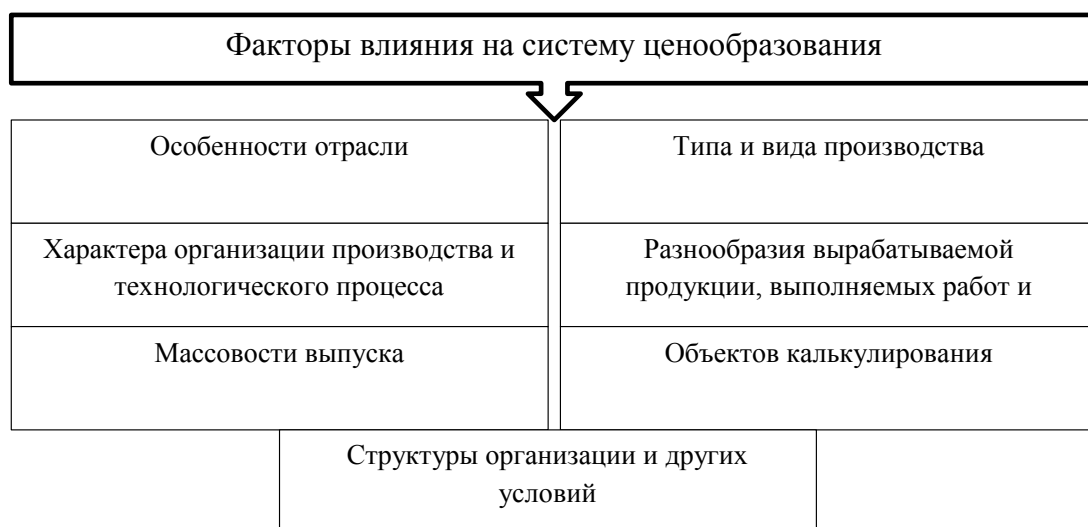 Факторы влияния на систему ценообразования
Особенности отрасли
Типа и вида производства
Характера организации производства и
технологического процесса
Разнообразия вырабатываемой
продукции, выполняемых работ и
Массовости выпуска
Объектов калькулирования
Структуры организации и других
условий